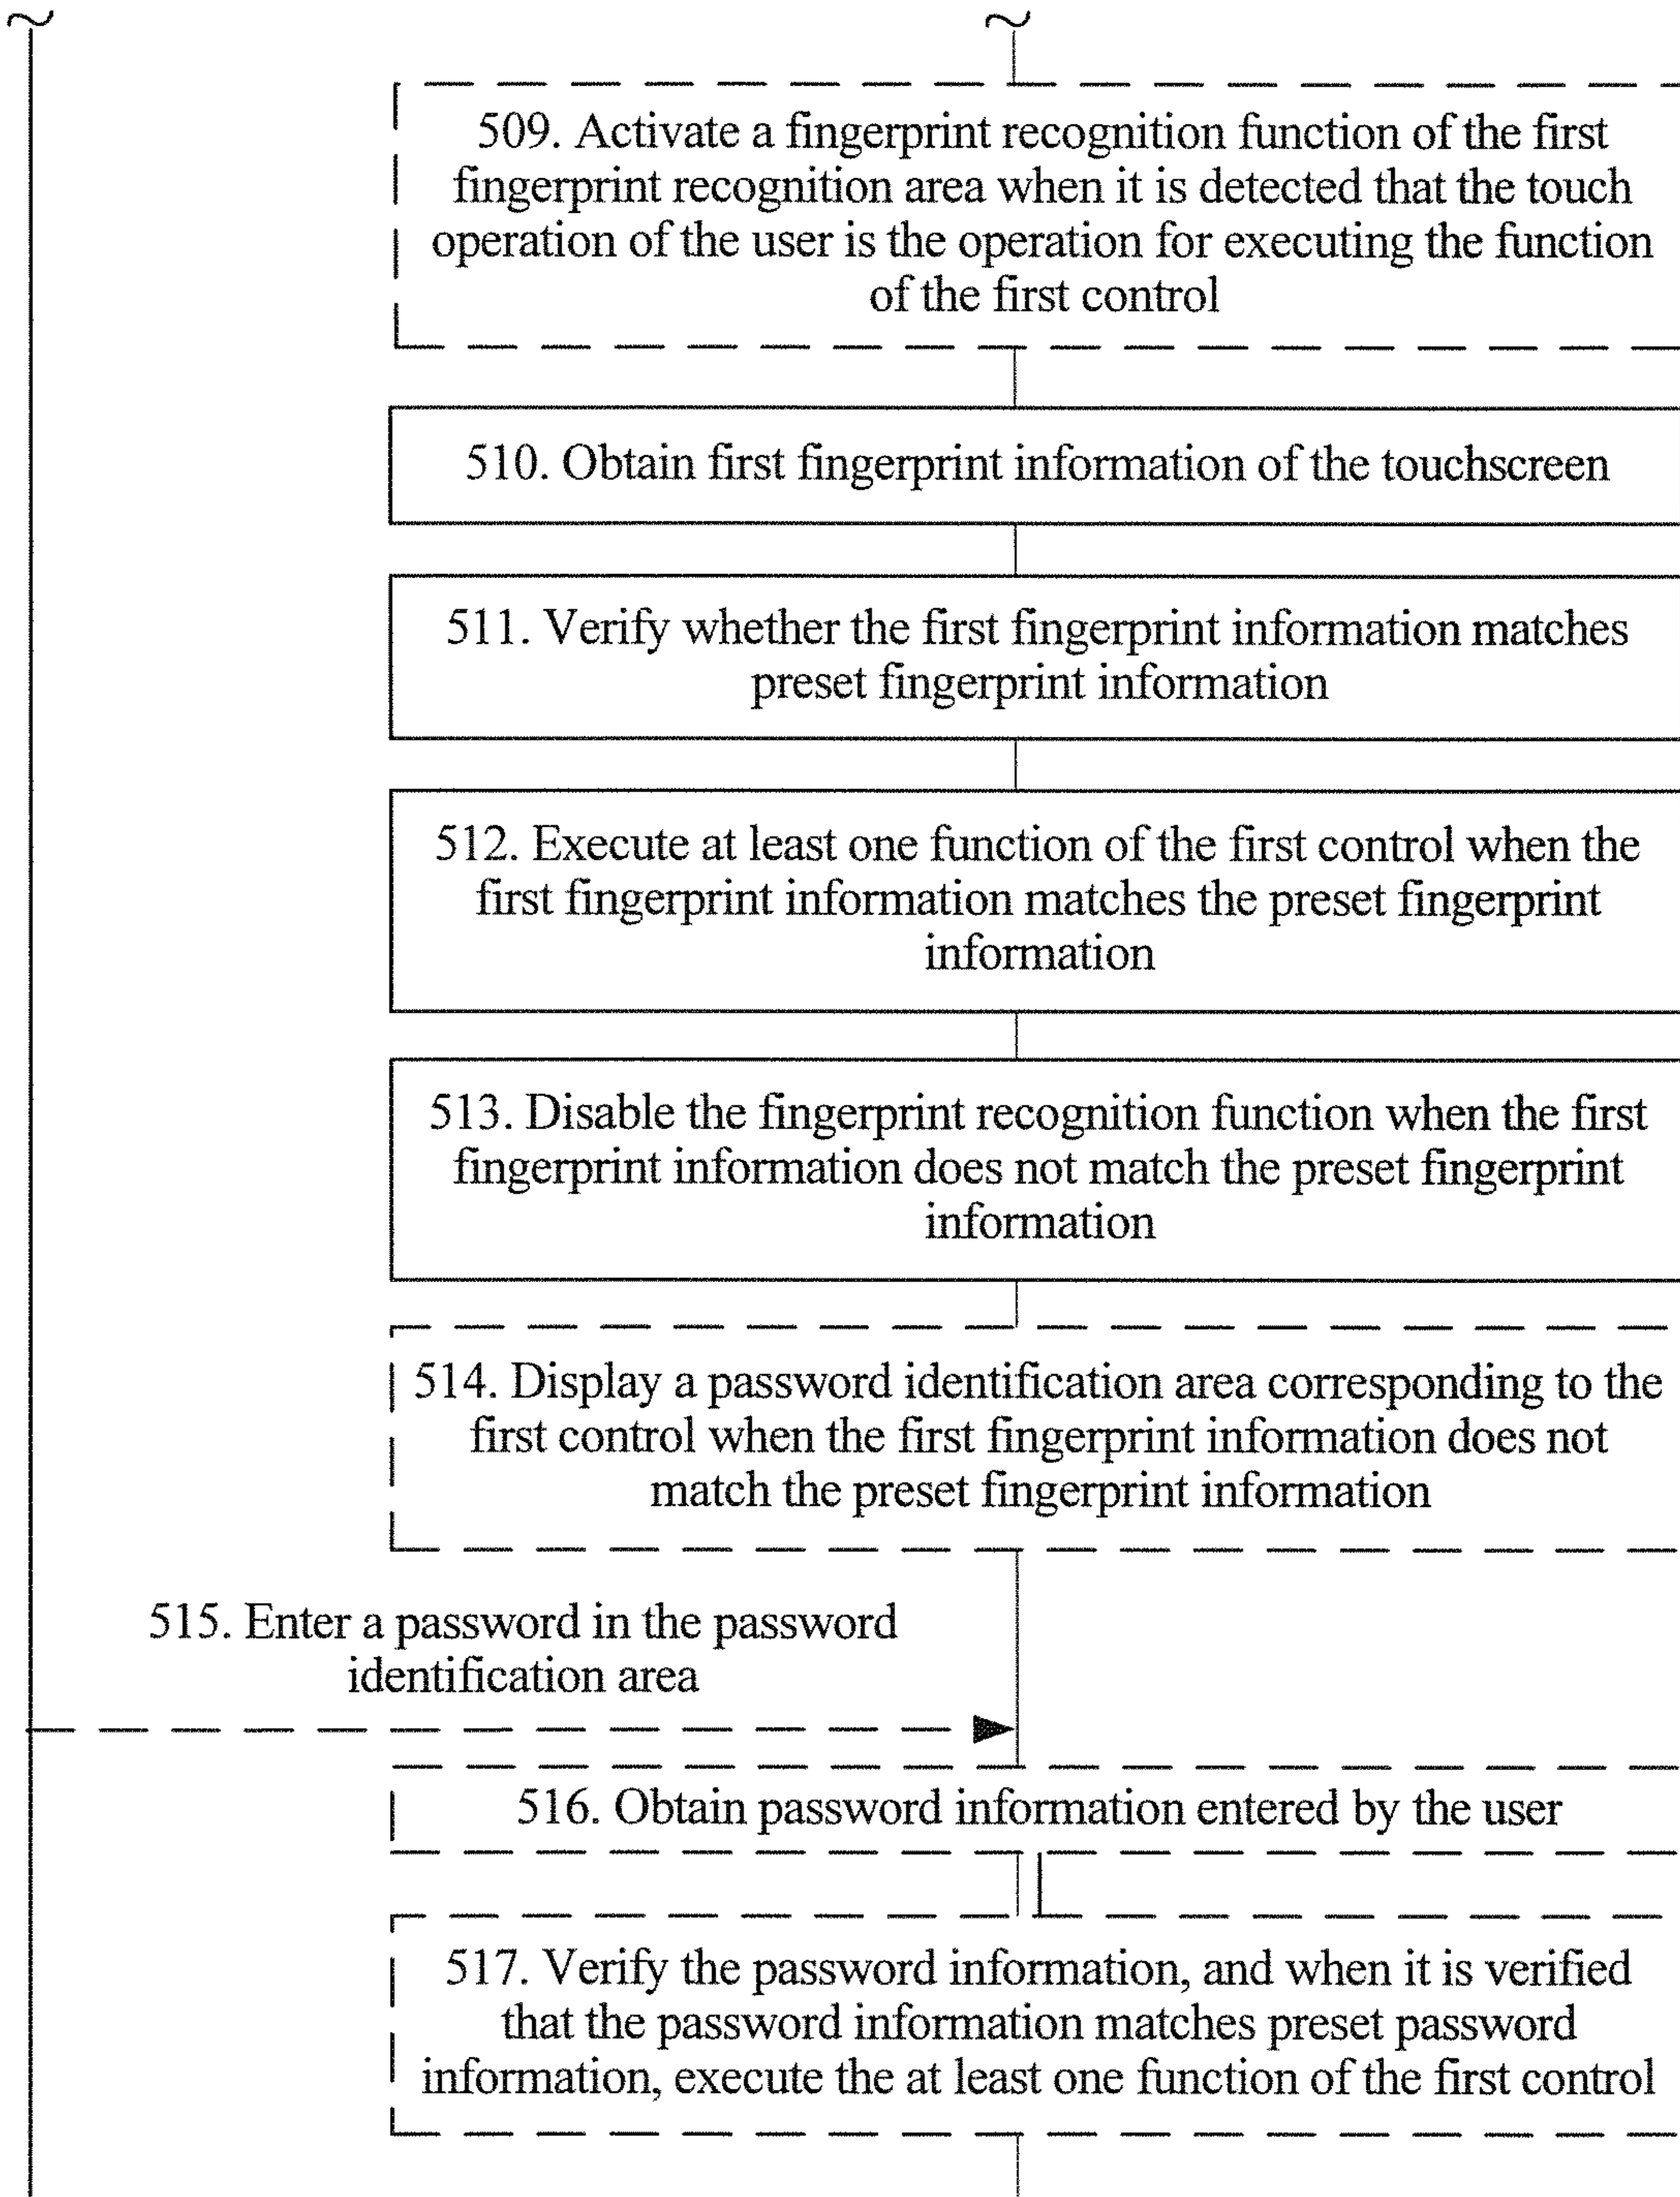 509. Activate a fingerprint recognition function of the first
fingerprint recognition area when it is detected that the touch
operation of the user is the operation for executing the function
of the first control
510. Obtain first fingerprint information of the touchscreen
511. Verify whether the first fingerprint information matches
preset fingerprint information
512. Execute at least one function of the first control when the
first fingerprint information matches the preset fingerprint
information
513. Disable the fingerprint recognition function when the first
fingerprint information does not match the preset fingerprint
information
514. Display a password identification area corresponding to the
first control when the first fingerprint information does not
match the preset fingerprint information
515. Enter a password in the password
identification area
516. Obtain password information entered by the user
517. Verify the password information, and when it is verified
that the password information matches preset password
information, execute the at least one function of the first control